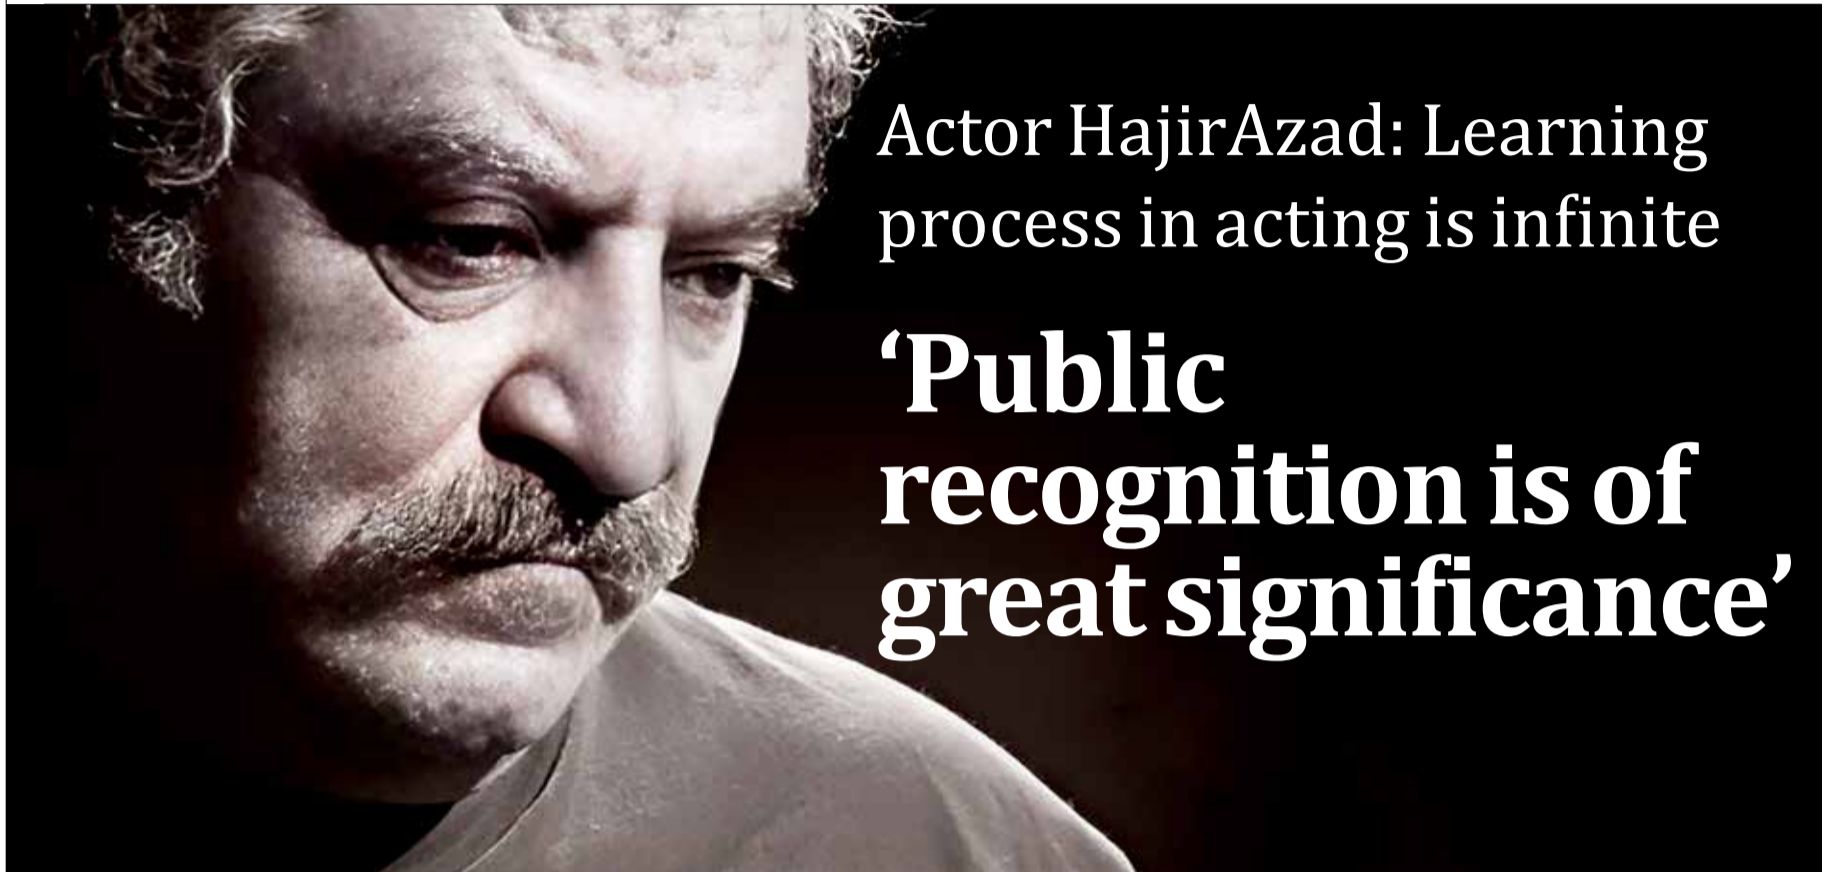 Actor HajirAzad: Learning
process in acting is infinite
‘Public
recognition is of
great significance’